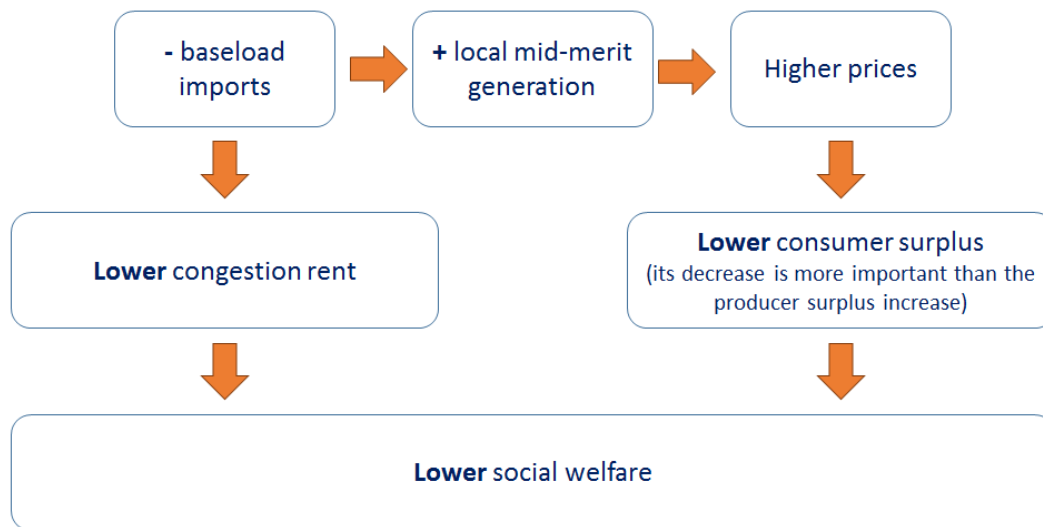 - baseload
imports
+ local mid-merit
generation
Higher prices
Lower congestion rent
Lower consumer surplus
(its decrease is more important than the
producer surplus increase)
Lower social welfare